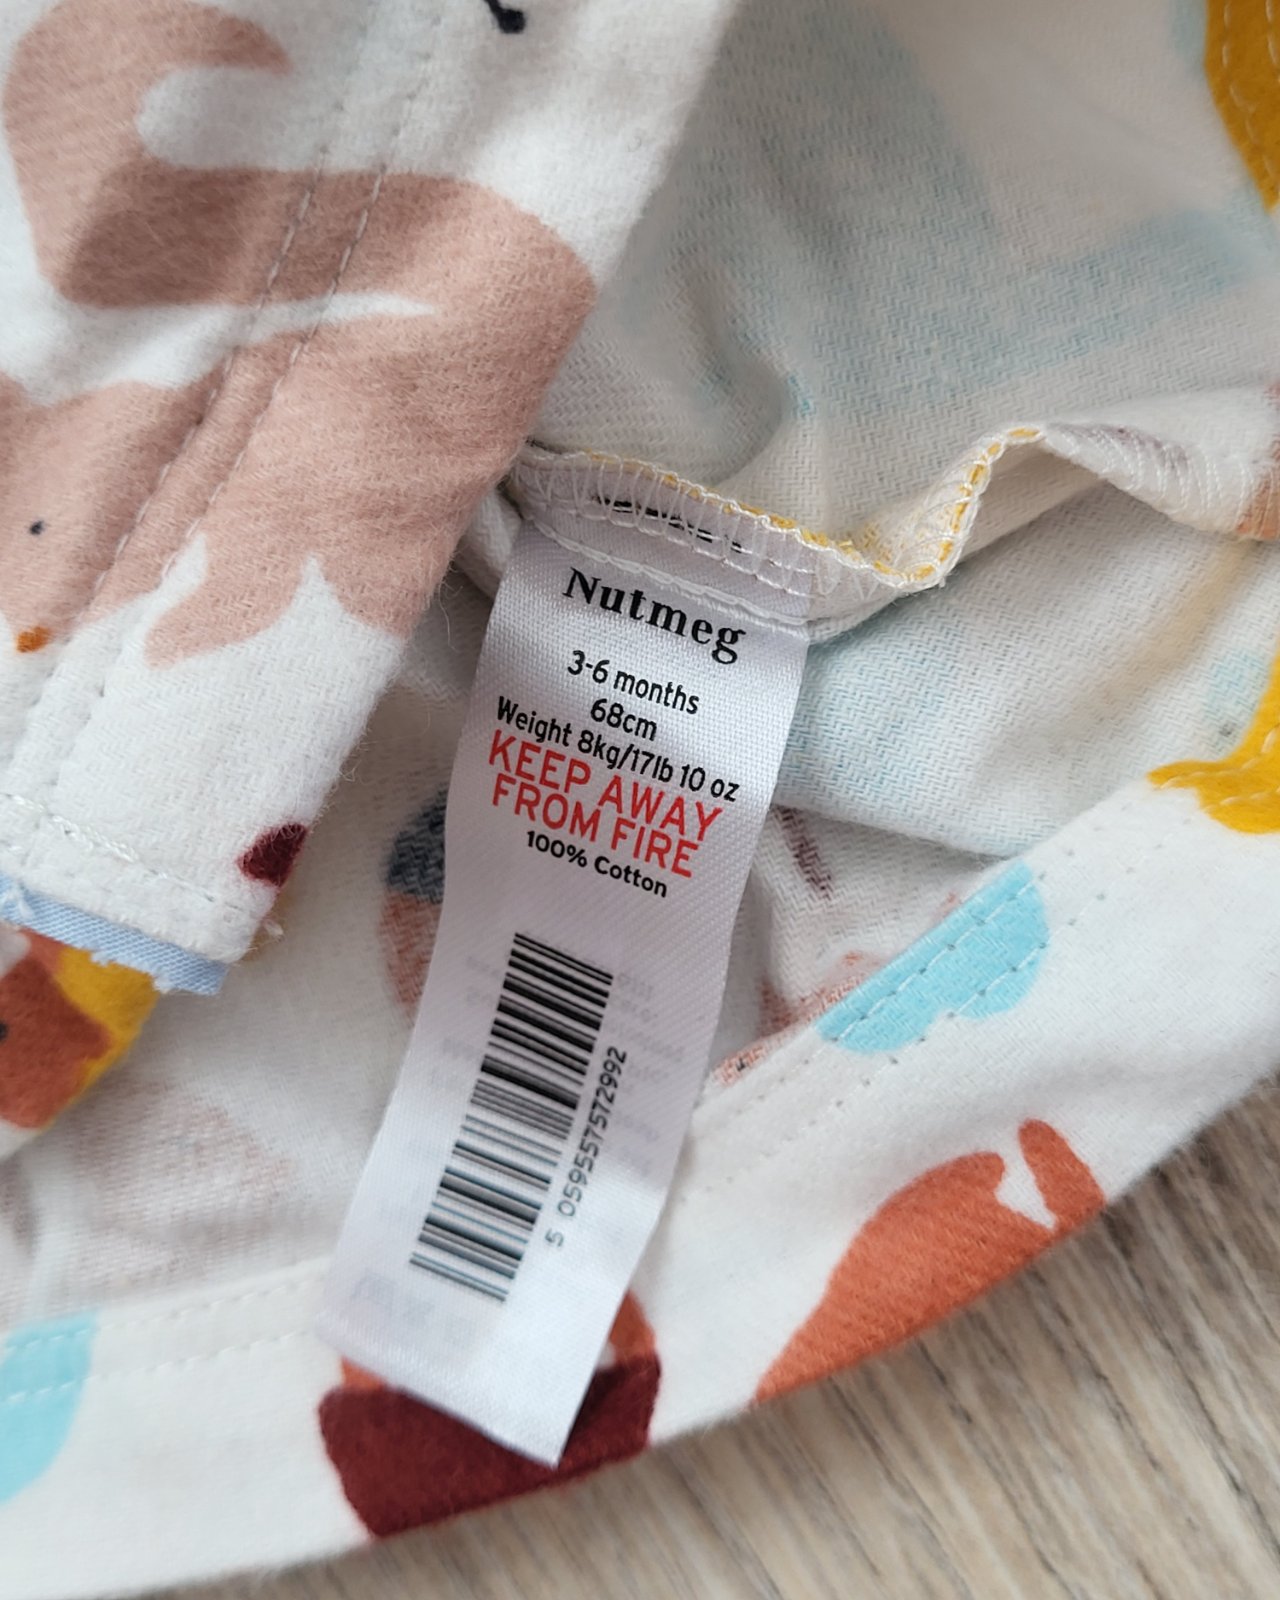 Nutmeg
3-6 months
68cm
Weight 8kg/17lb 10 oz
KEEP AWAY
FROM FIRE
100% Cotton
5 059557572992